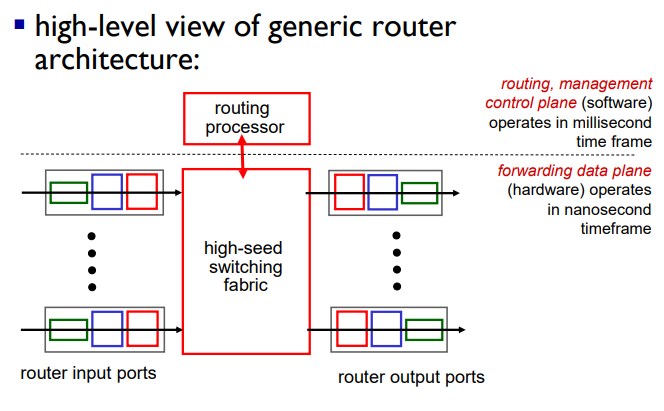 high-level view of generic router
architecture:
routing
processor
routing, management
control plane (software)
operates in millisecond
time frame
forwarding data plane
(hardware) operates
in nanosecond
timeframe
high-seed
switching
fabric
router input ports
router output ports